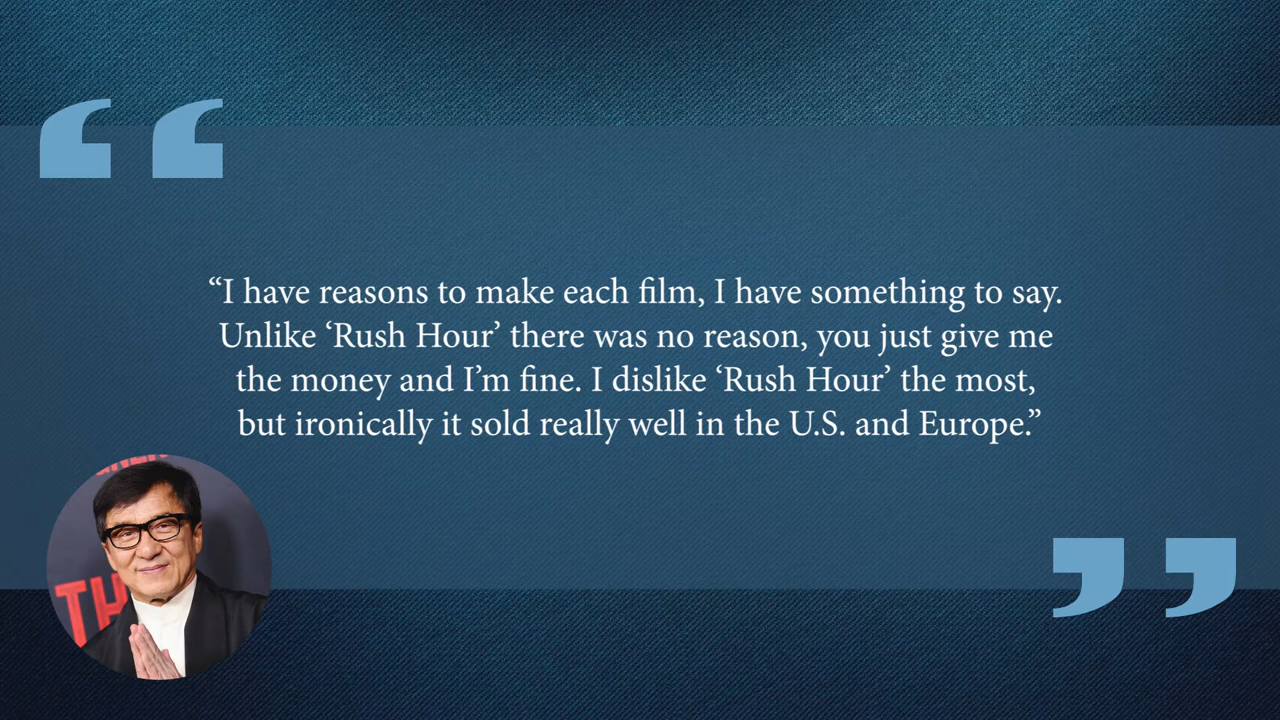 “I have reasons to make each film, I have something to say.
Unlike ‘Rush Hour’ there was no reason, you just give me
the money and I’m fine. I dislike ‘Rush Hour’ the most,
but ironically it sold really well in the U.S. and Europe.”
TH